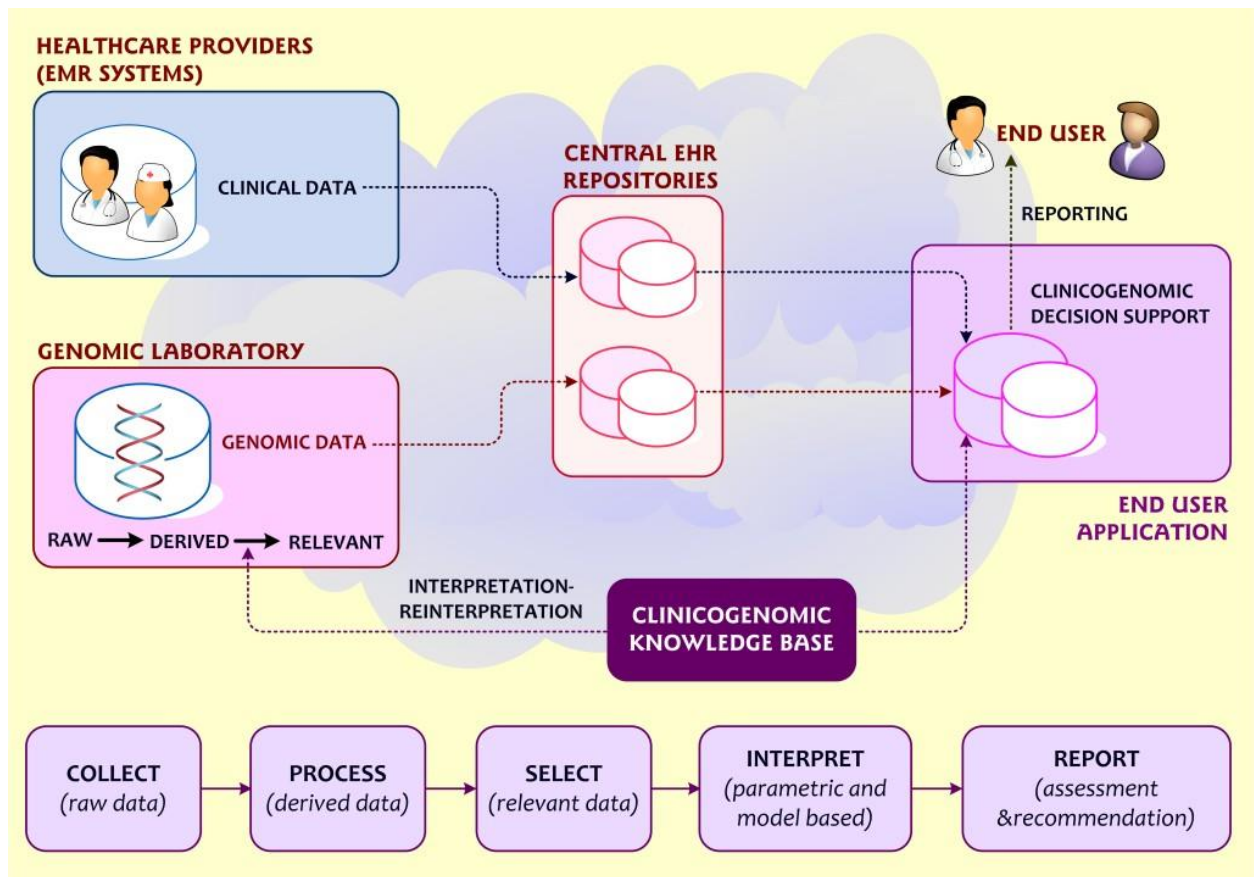 HEALTHCARE PROVIDERS
(EMR SYSTEMS)
CLINICAL DATA
CENTRAL EHR
REPOSITORIES
END USER
REPORTING
CLINICOGENOMIC
DECISION SUPPORT
GENOMIC LABORATORY
GENOMIC DATA
RAW DERIVED RELEVANT
END USER
APPLICATION
INTERPRETATION-
REINTERPRETATION
CLINICOGENOMIC
KNOWLEDGE BASE
COLLECT
(raw data)
PROCESS
(derived data)
SELECT
(relevant data)
INTERPRET
(parametric and
model based)
REPORT
(assessment
&recommendation)